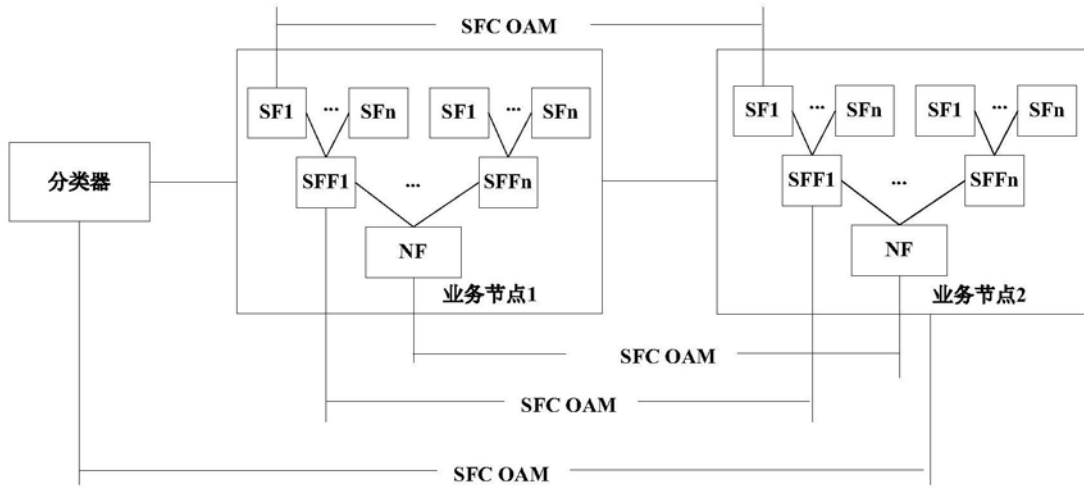 SFC OAM
SF1 ... SFn SF1 ... SFn
SF1 ... SFn SF1 ... SFn
分类器
SFF1 ... SFFn
SFF1 ... SFFn
NF
NF
业务节点1
业务节点2
SFC OAM
SFC OAM
SFC OAM